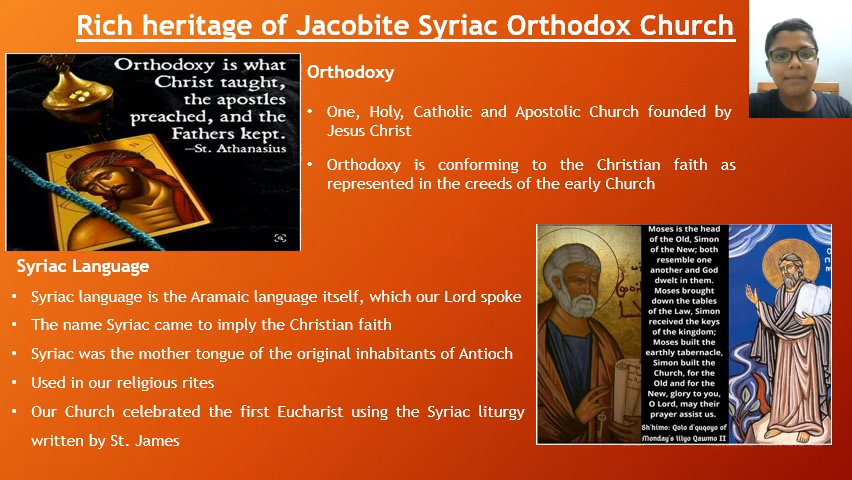 Rich heritage of Jacobite Syriac Orthodox Church
Orthodoxy is what
Christ taught,
the apostles
preached, and the
Fathers kept.
—St. Athanasius
Orthodoxy
• One, Holy, Catholic and Apostolic Church founded by
Jesus Christ
• Orthodoxy is conforming to the Christian faith as
represented in the creeds of the early Church
Syriac Language
• Syriac language is the Aramaic language itself, which our Lord spoke
• The name Syriac came to imply the Christian faith
• Syriac was the mother tongue of the original inhabitants of Antioch
• Used in our religious rites
• Our Church celebrated the first Eucharist using the Syriac liturgy
written by St. James
Moses is the head
of the Old, Simon
of the New; both
resemble one
another and God
dwelt in them.
Moses brought
down the tables
of the Law, Simon
received the keys
of the kingdom;
Moses built the
earthly tabernacle,
Simon built the
Church, for the
Old and for the
New, glory to you,
O Lord, may their
prayer assist us.
Sh'himo: Qolo d'quqoyo of
Monday's lilyo Qawmo II